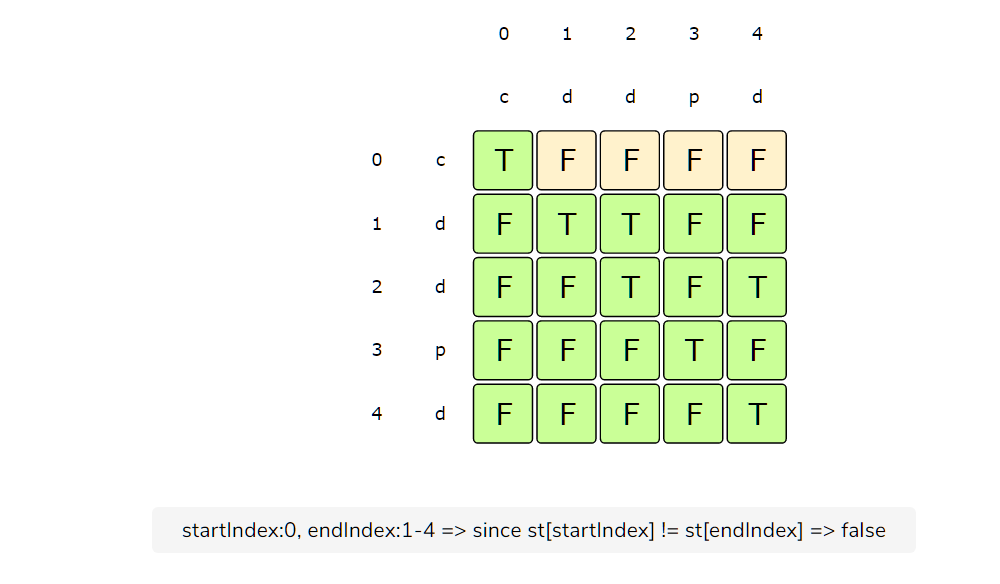 0 1 2 3 4
c d d p d
0 c T F F F F
1 d F T T F F
2 d F F T F T
3 p F F F T F
4 d F F F F T
startIndex:0, endIndex:1-4 => since st[startIndex] != st[endIndex] => false